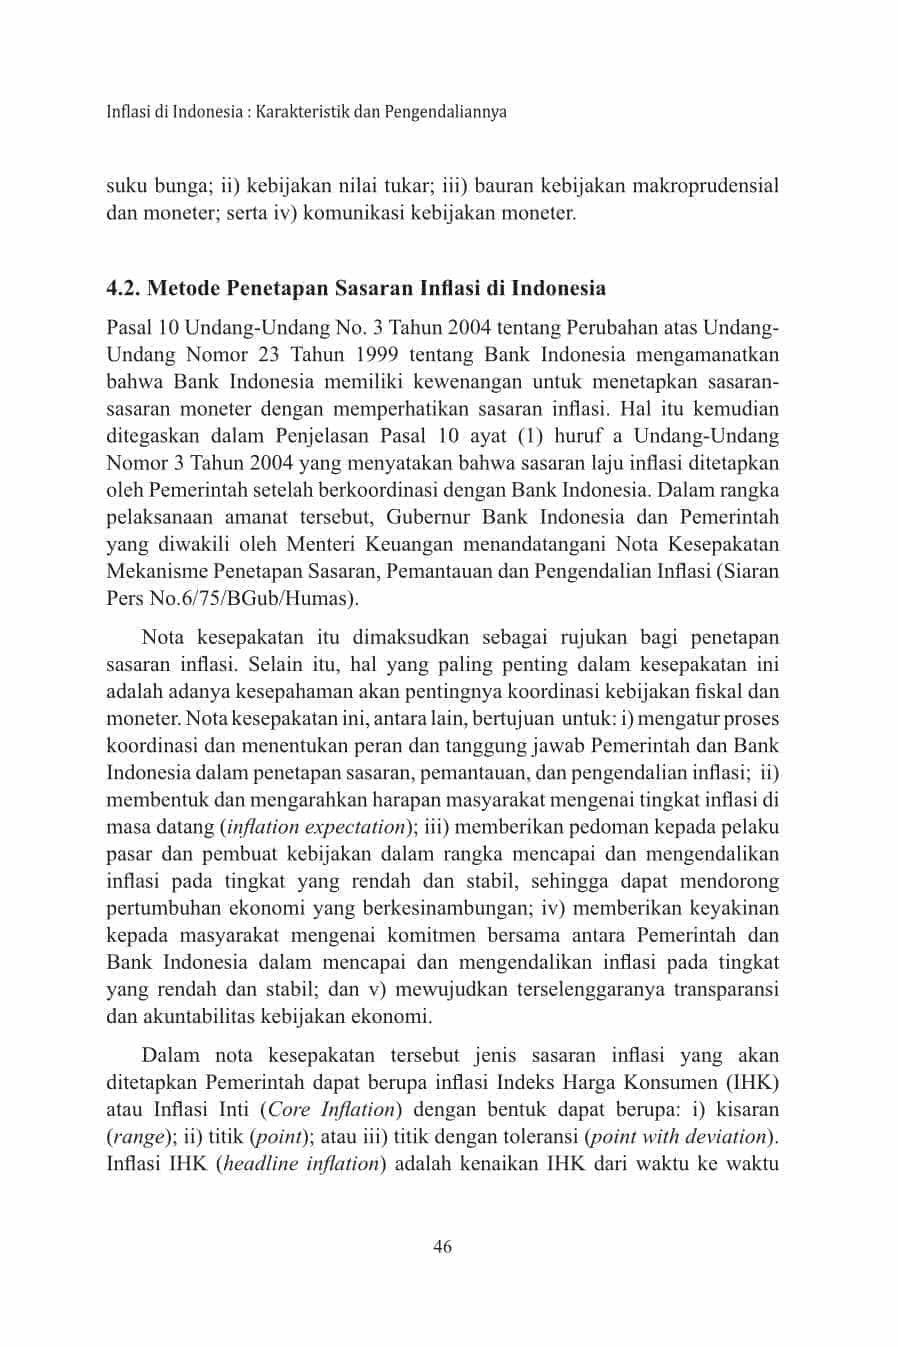 Inflasi di Indonesia : Karakteristik dan Pengendaliannya
suku bunga; ii) kebijakan nilai tukar; iii) bauran kebijakan makroprudensial
dan moneter; serta iv) komunikasi kebijakan moneter.
4.2. Metode Penetapan Sasaran Inflasi di Indonesia
Pasal 10 Undang-Undang No. 3 Tahun 2004 tentang Perubahan atas Undang-
Undang Nomor 23 Tahun 1999 tentang Bank Indonesia mengamanatkan
bahwa Bank Indonesia memiliki kewenangan untuk menetapkan sasaran-
sasaran moneter dengan memperhatikan sasaran inflasi. Hal itu kemudian
ditegaskan dalam Penjelasan Pasal 10 ayat (1) huruf a Undang-Undang
Nomor 3 Tahun 2004 yang menyatakan bahwa sasaran laju inflasi ditetapkan
oleh Pemerintah setelah berkoordinasi dengan Bank Indonesia. Dalam rangka
pelaksanaan amanat tersebut, Gubernur Bank Indonesia dan Pemerintah
yang diwakili oleh Menteri Keuangan menandatangani Nota Kesepakatan
Mekanisme Penetapan Sasaran, Pemantauan dan Pengendalian Inflasi (Siaran
Pers No.6/75/BGub/Humas).
Nota kesepakatan itu dimaksudkan sebagai rujukan bagi penetapan
sasaran inflasi. Selain itu, hal yang paling penting dalam kesepakatan ini
adalah adanya kesepahaman akan pentingnya koordinasi kebijakan fiskal dan
moneter. Nota kesepakatan ini, antara lain, bertujuan untuk: i) mengatur proses
koordinasi dan menentukan peran dan tanggung jawab Pemerintah dan Bank
Indonesia dalam penetapan sasaran, pemantauan, dan pengendalian inflasi; ii)
membentuk dan mengarahkan harapan masyarakat mengenai tingkat inflasi di
masa datang (inflation expectation); iii) memberikan pedoman kepada pelaku
pasar dan pembuat kebijakan dalam rangka mencapai dan mengendalikan
inflasi pada tingkat yang rendah dan stabil, sehingga dapat mendorong
pertumbuhan ekonomi yang berkesinambungan; iv) memberikan keyakinan
kepada masyarakat mengenai komitmen bersama antara Pemerintah dan
Bank Indonesia dalam mencapai dan mengendalikan inflasi pada tingkat
yang rendah dan stabil; dan v) mewujudkan terselenggaranya transparansi
dan akuntabilitas kebijakan ekonomi.
Dalam nota kesepakatan tersebut jenis sasaran inflasi yang akan
ditetapkan Pemerintah dapat berupa inflasi Indeks Harga Konsumen (IHK)
atau Inflasi Inti (Core Inflation) dengan bentuk dapat berupa: i) kisaran
(range); ii) titik (point); atau iii) titik dengan toleransi (point with deviation).
Inflasi IHK (headline inflation) adalah kenaikan IHK dari waktu ke waktu
46